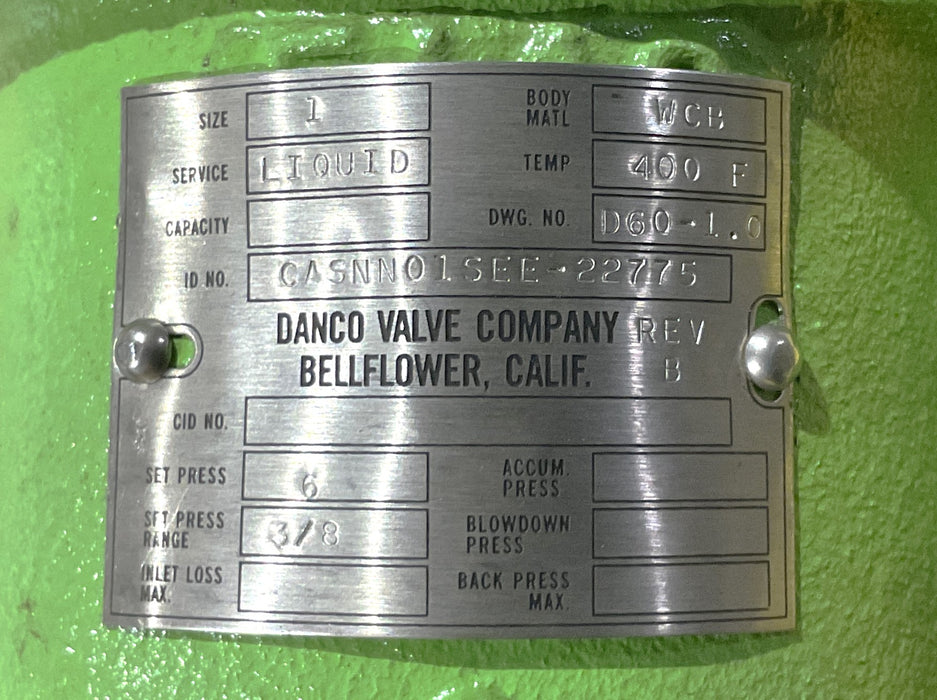 SIZE 1 BODY MATL WCB
SERVICE LIQUID TEMP 400 F
CAPACITY DWG. NO. D60-1.0
ID NO. CASNN01SEE-22775
DANCO VALVE COMPANY REV
BELLFLOWER, CALIF. B
CID NO.
SET PRESS 6 ACCUM. PRESS
SET PRESS RANGE 3/8 BLOWDOWN PRESS
INLET LOSS MAX. BACK PRESS MAX.